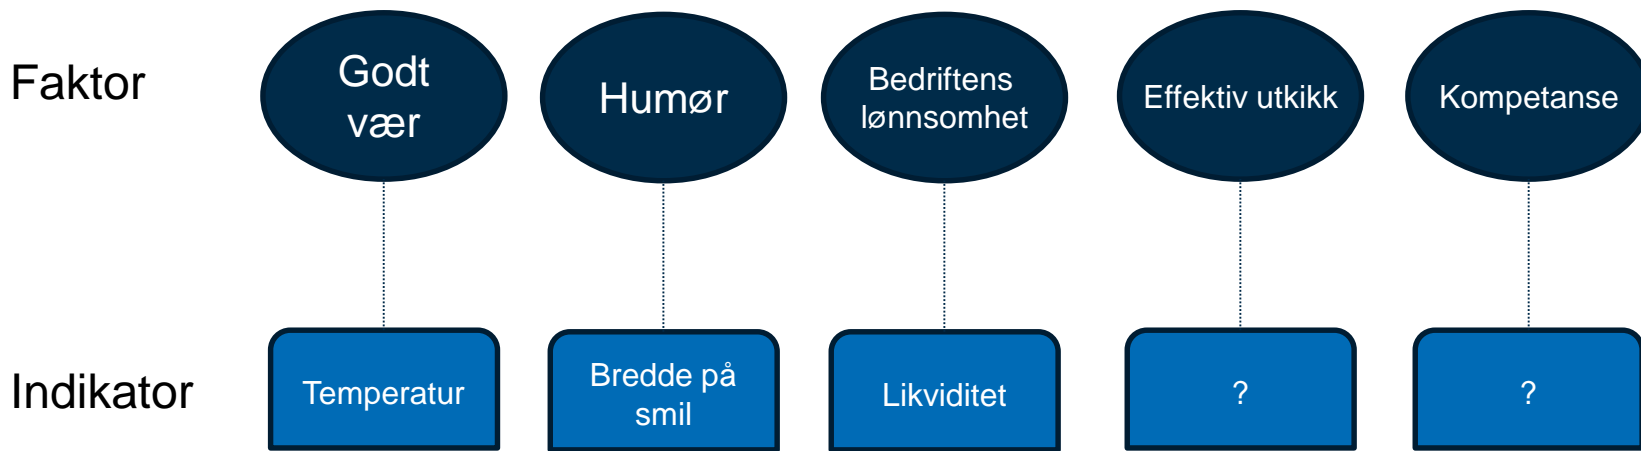 Faktor
Godt
vær
Humør
Bedriftens
lønnsomhet
Effektiv utkikk
Kompetanse
Indikator
Temperatur
Bredde på
smil
Likviditet
?
?